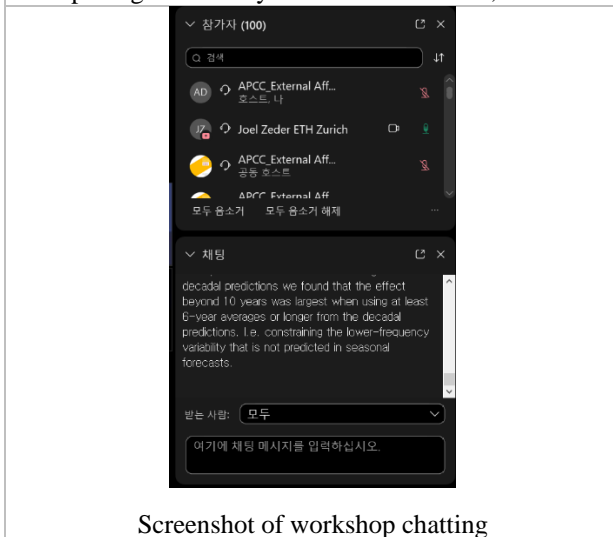 참가자 (100)
검색
AD
APCC_External Aff...
호스트, 나
JZ
Joel Zeder ETH Zurich
APCC_External Aff...
공동 호스트
APCC External Aff
모두 음소거 모두 음소거 해제 ...
채팅
decadal predictions we found that the effect
beyond 10 years was largest when using at least
6-year averages or longer from the decadal
predictions. I.e. constraining the lower-frequency
variability that is not predicted in seasonal
forecasts.
받는 사람: 모두
여기에 채팅 메시지를 입력하십시오.
Screenshot of workshop chatting